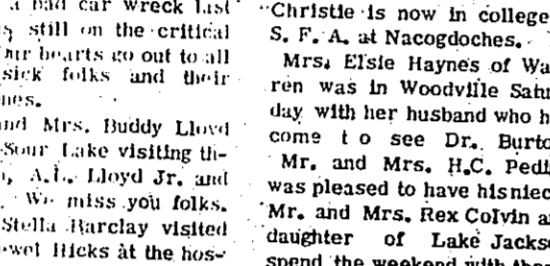 a bad car wreck last
still on the critical
Our hearts go out to all
sick folks and their
and Mrs. Buddy Lloyd
Sour Lake visiting th-
A.L. Lloyd Jr. and
We miss you folks.
Stella Barclay visited
Hicks at the hos-
Christie is now in college
S. F. A. at Nacogdoches.
Mrs. Elsie Haynes of Wa
ren was in Woodville Satu
day with her husband who h
come t o see Dr. Burto
Mr. and Mrs. H.C. Pedi
was pleased to have his niec
Mr. and Mrs. Rex Colvin a
daughter of Lake Jackso
spend the weekend with